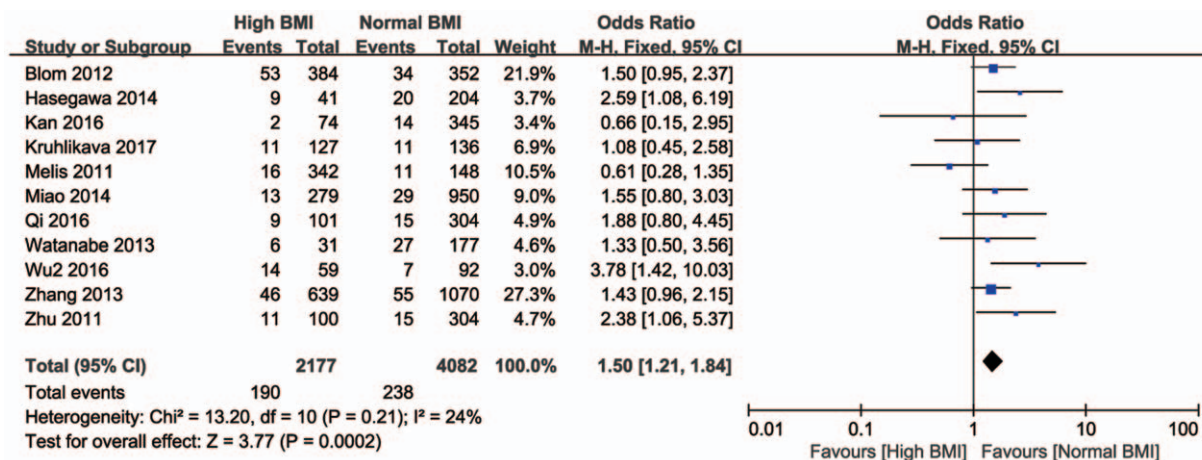 High BMI Normal BMI Odds Ratio Odds Ratio
Study or Subgroup Events Total Events Total Weight M-H. Fixed. 95% CI M-H. Fixed. 95% CI
Blom 2012 53 384 34 352 21.9% 1.50 [0.95, 2.37]
Hasegawa 2014 9 41 20 204 3.7% 2.59 [1.08, 6.19]
Kan 2016 2 74 14 345 3.4% 0.66 [0.15, 2.95]
Kruhlikava 2017 11 127 11 136 6.9% 1.08 [0.45, 2.58]
Melis 2011 16 342 11 148 10.5% 0.61 [0.28, 1.35]
Miao 2014 13 279 29 950 9.0% 1.55 [0.80, 3.03]
Qi 2016 9 101 15 304 4.9% 1.88 [0.80, 4.45]
Watanabe 2013 6 31 27 177 4.6% 1.33 [0.50, 3.56]
Wu2 2016 14 59 7 92 3.0% 3.78 [1.42, 10.03]
Zhang 2013 46 639 55 1070 27.3% 1.43 [0.96, 2.15]
Zhu 2011 11 100 15 304 4.7% 2.38 [1.06, 5.37]
Total (95% CI) 2177 4082 100.0% 1.50 [1.21, 1.84]
Total events 190 238
Heterogeneity: Chi² = 13.20, df = 10 (P = 0.21); I² = 24%
Test for overall effect: Z = 3.77 (P = 0.0002)
0.01 0.1 1 10 100
Favours [High BMI] Favours [Normal BMI]